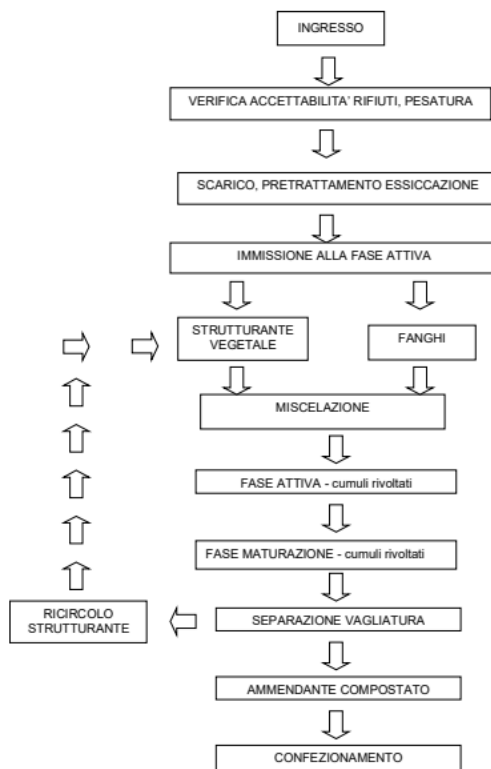 INGRESSO
VERIFICA ACCETTABILITA' RIFIUTI, PESATURA
SCARICO, PRETRATTAMENTO ESSICCAZIONE
IMMISSIONE ALLA FASE ATTIVA
STRUTTURANTE
VEGETALE
FANGHI
MISCELAZIONE
FASE ATTIVA - cumuli rivoltati
FASE MATURAZIONE - cumuli rivoltati
RICIRCOLO
STRUTTURANTE
SEPARAZIONE VAGLIATURA
AMMENDANTE COMPOSTATO
CONFEZIONAMENTO